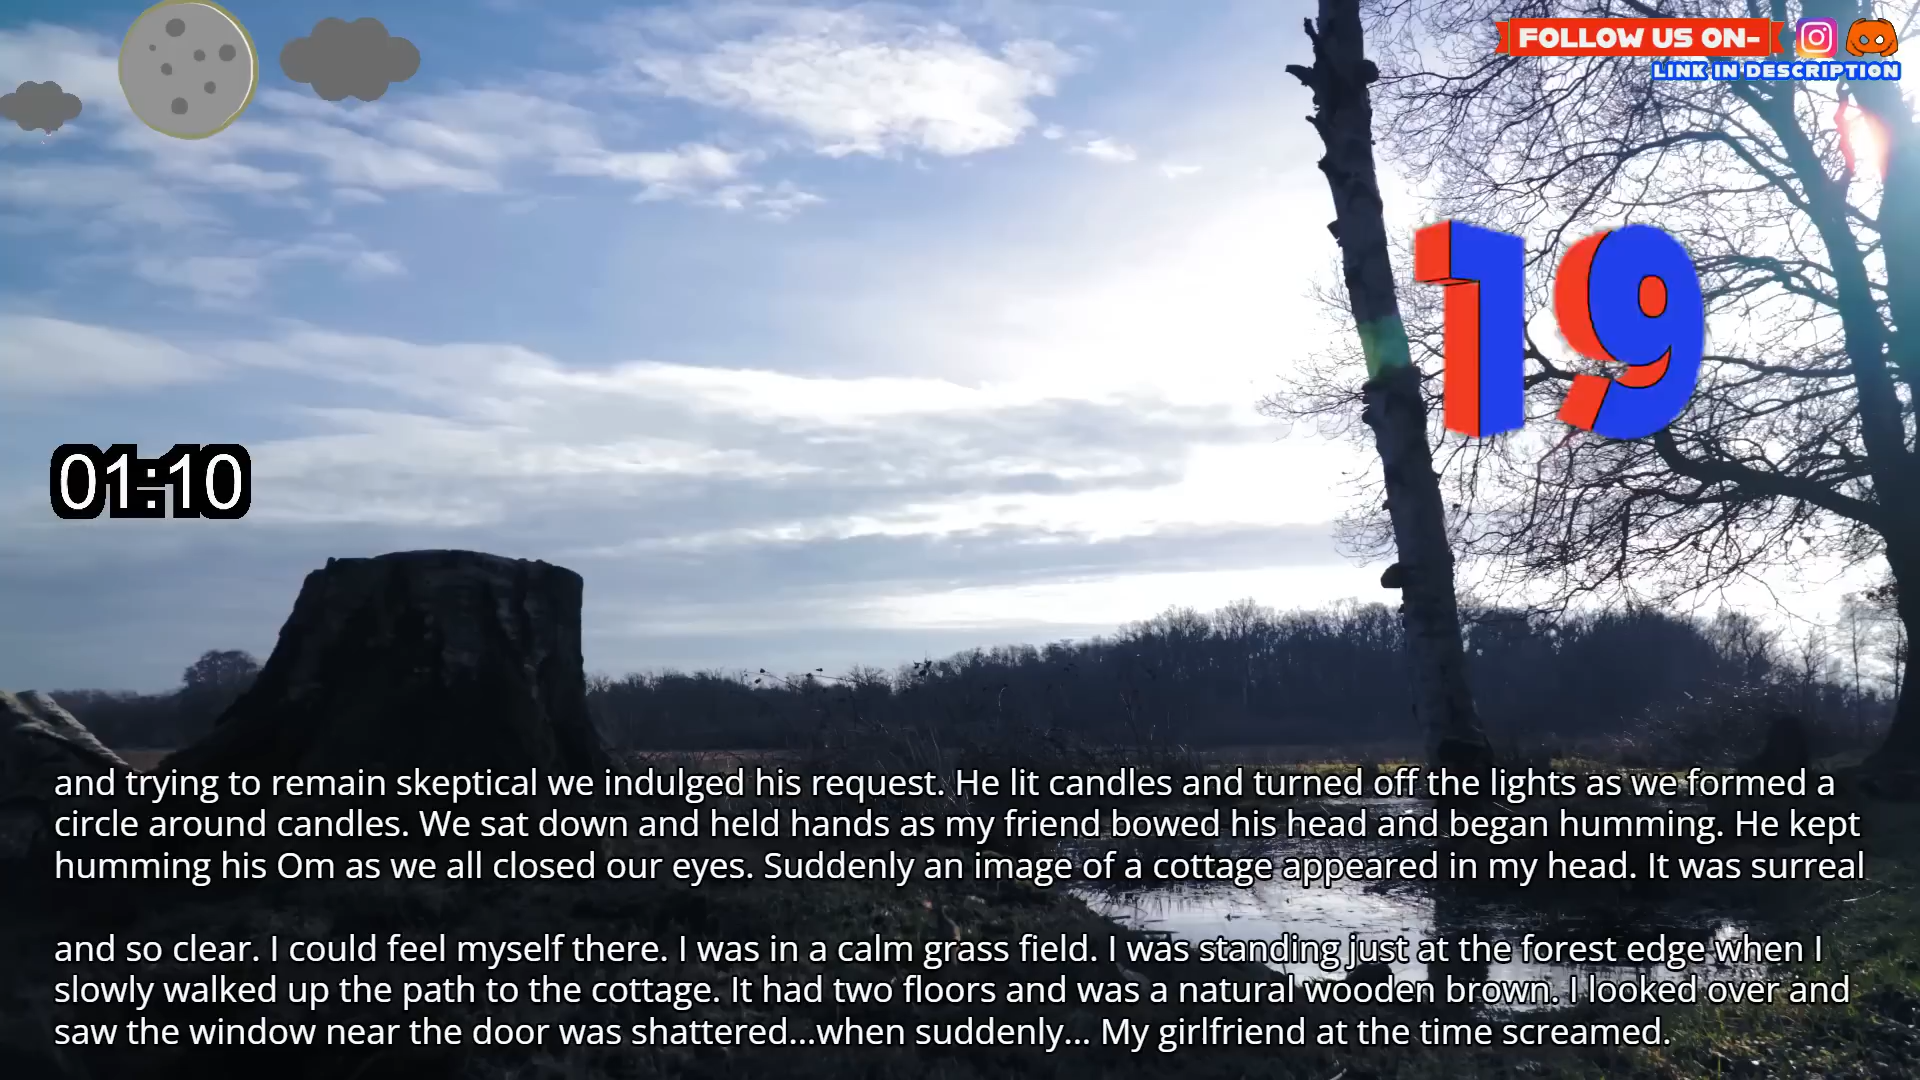 FOLLOW US ON-
LINK IN DESCRIPTION
19
01:10
and trying to remain skeptical we indulged his request. He lit candles and turned off the lights as we formed a
circle around candles. We sat down and held hands as my friend bowed his head and began humming. He kept
humming his Om as we all closed our eyes. Suddenly an image of a cottage appeared in my head. It was surreal
and so clear. I could feel myself there. I was in a calm grass field. I was standing just at the forest edge when I
slowly walked up the path to the cottage. It had two floors and was a natural wooden brown. I looked over and
saw the window near the door was shattered...when suddenly... My girlfriend at the time screamed.